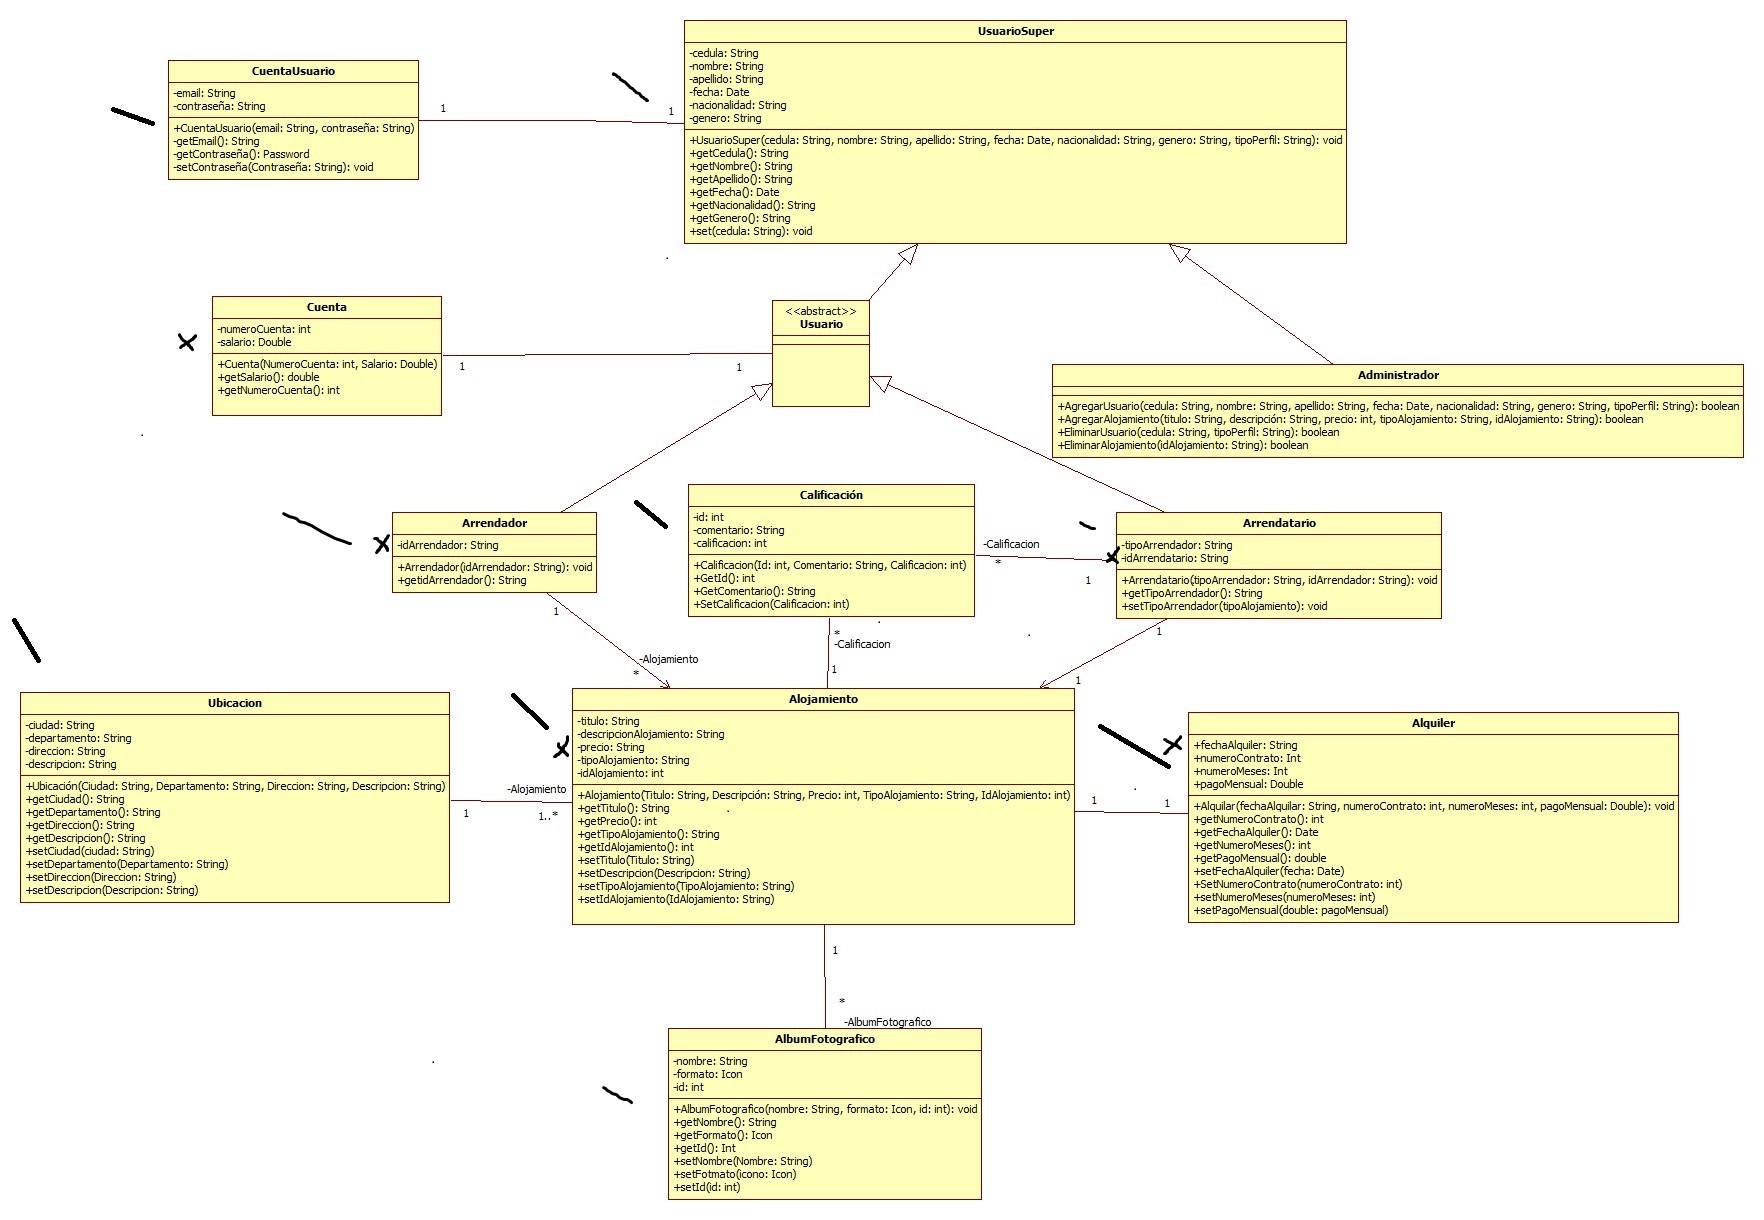 UsuarioSuper
-cedula: String
-nombre: String
-apellido: String
-fecha: Date
-nacionalidad: String
-genero: String
+UsuarioSuper(cedula: String, nombre: String, apellido: String, fecha: Date, nacionalidad: String, genero: String, tipoPerfil: String): void
+getCedula(): String
+getNombre(): String
+getApellido(): String
+getFecha(): Date
+getNacionalidad(): String
+getGenero(): String
+set(cedula: String): void
CuentaUsuario
-email: String
-contraseña: String
+CuentaUsuario(email: String, contraseña: String)
-getEmail(): String
-getContraseña(): Password
-setContraseña(Contraseña: String): void
1
1
Cuenta
-numeroCuenta: int
-salario: Double
+Cuenta(NumeroCuenta: int, Salario: Double)
+getSalario(): double
+getNumeroCuenta(): int
1
1
<<abstract>>
Usuario
Administrador
+AgregarUsuario(cedula: String, nombre: String, apellido: String, fecha: Date, nacionalidad: String, genero: String, tipoPerfil: String): boolean
+AgregarAlojamiento(titulo: String, descripción: String, precio: int, tipoAlojamiento: String, idAlojamiento: String): boolean
+EliminarUsuario(cedula: String, tipoPerfil: String): boolean
+EliminarAlojamiento(idAlojamiento: String): boolean
Arrendador
-idArrendador: String
+Arrendador(idArrendador: String): void
+getidArrendador(): String
1
-Alojamiento
*
Calificación
-id: int
-comentario: String
-calificacion: int
+Calificacion(Id: int, Comentario: String, Calificacion: int)
+GetId(): int
+GetComentario(): String
+SetCalificacion(Calificacion: int)
-Calificacion
*
1
*
-Calificacion
1
Arrendatario
-tipoArrendador: String
-idArrendatario: String
+Arrendatario(tipoArrendador: String, idArrendador: String): void
+getTipoArrendador(): String
+setTipoArrendador(tipoAlojamiento): void
1
1
Ubicacion
-ciudad: String
-departamento: String
-direccion: String
-descripcion: String
+Ubicación(Ciudad: String, Departamento: String, Direccion: String, Descripcion: String)
+getCiudad(): String
+getDepartamento(): String
+getDireccion(): String
+getDescripcion(): String
+setCiudad(ciudad: String)
+setDepartamento(Departamento: String)
+setDireccion(Direccion: String)
+setDescripcion(Descripcion: String)
-Alojamiento
1
1..*
Alojamiento
-titulo: String
-descripcionAlojamiento: String
-precio: String
-tipoAlojamiento: String
-idAlojamiento: int
+Alojamiento(Titulo: String, Descripción: String, Precio: int, TipoAlojamiento: String, IdAlojamiento: int)
+getTitulo(): String
+getPrecio(): int
+getTipoAlojamiento(): String
+getIdAlojamiento(): int
+setTitulo(Titulo: String)
+setDescripcion(Descripcion: String)
+setTipoAlojamiento(TipoAlojamiento: String)
+setIdAlojamiento(IdAlojamiento: String)
1
1
Alquiler
+fechaAlquiler: String
+numeroContrato: Int
+numeroMeses: Int
+pagoMensual: Double
+Alquilar(fechaAlquilar: String, numeroContrato: int, numeroMeses: int, pagoMensual: Double): void
+getNumeroContrato(): int
+getFechaAlquiler(): Date
+getNumeroMeses(): int
+getPagoMensual(): double
+setFechaAlquiler(fecha: Date)
+SetNumeroContrato(numeroContrato: int)
+setNumeroMeses(numeroMeses: int)
+setPagoMensual(double: pagoMensual)
1
*
-AlbumFotografico
AlbumFotografico
-nombre: String
-formato: Icon
-id: int
+AlbumFotografico(nombre: String, formato: Icon, id: int): void
+getNombre(): String
+getFormato(): Icon
+getId(): Int
+setNombre(Nombre: String)
+setFotmato(icono: Icon)
+setId(id: int)